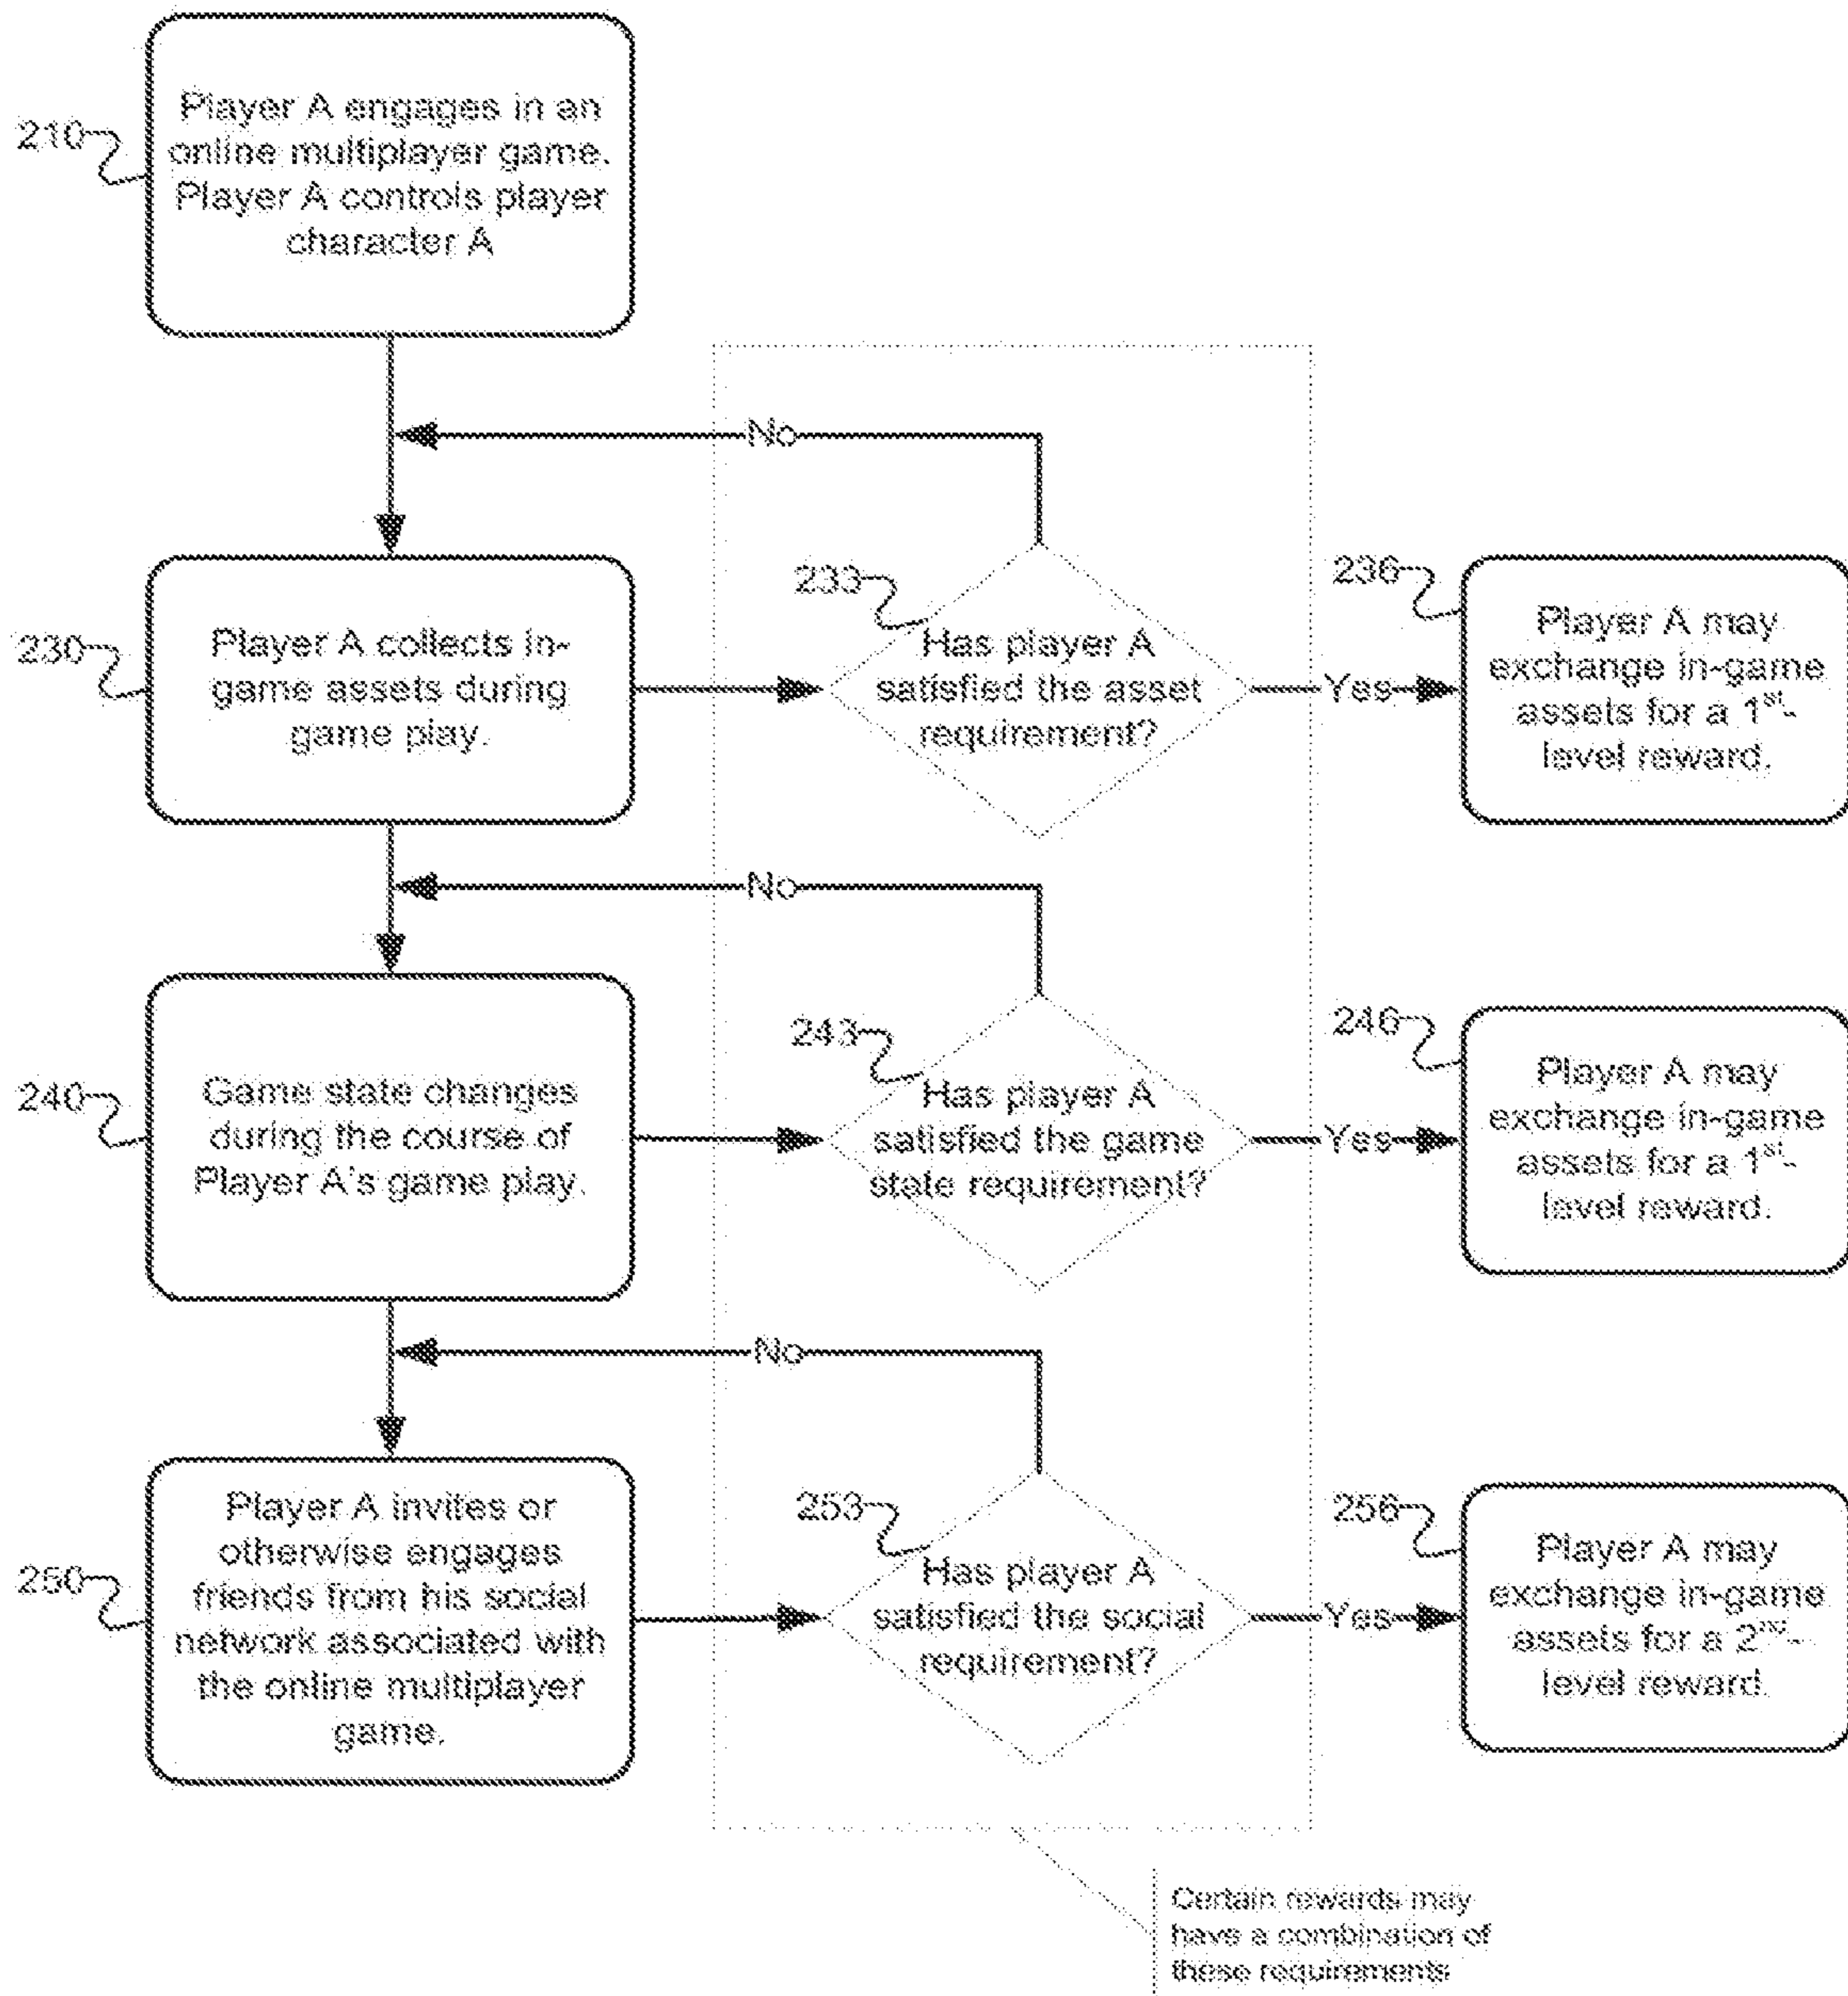 210
Player A engages in an
online multiplayer game.
Player A controls player
character A
No
230
Player A collects in-
game assets during
game play.
233
Has player A
satisfied the asset
requirement?
Yes
236
Player A may
exchange in-game
assets for a 1st-
level reward.
No
240
Game state changes
during the course of
Player A's game play.
243
Has player A
satisfied the game
state requirement?
Yes
246
Player A may
exchange in-game
assets for a 1st-
level reward.
No
250
Player A invites or
otherwise engages
friends from his social
network associated with
the online multiplayer
game.
253
Has player A
satisfied the social
requirement?
Yes
256
Player A may
exchange in-game
assets for a 2nd-
level reward.
Certain rewards may
have a combination of
these requirements